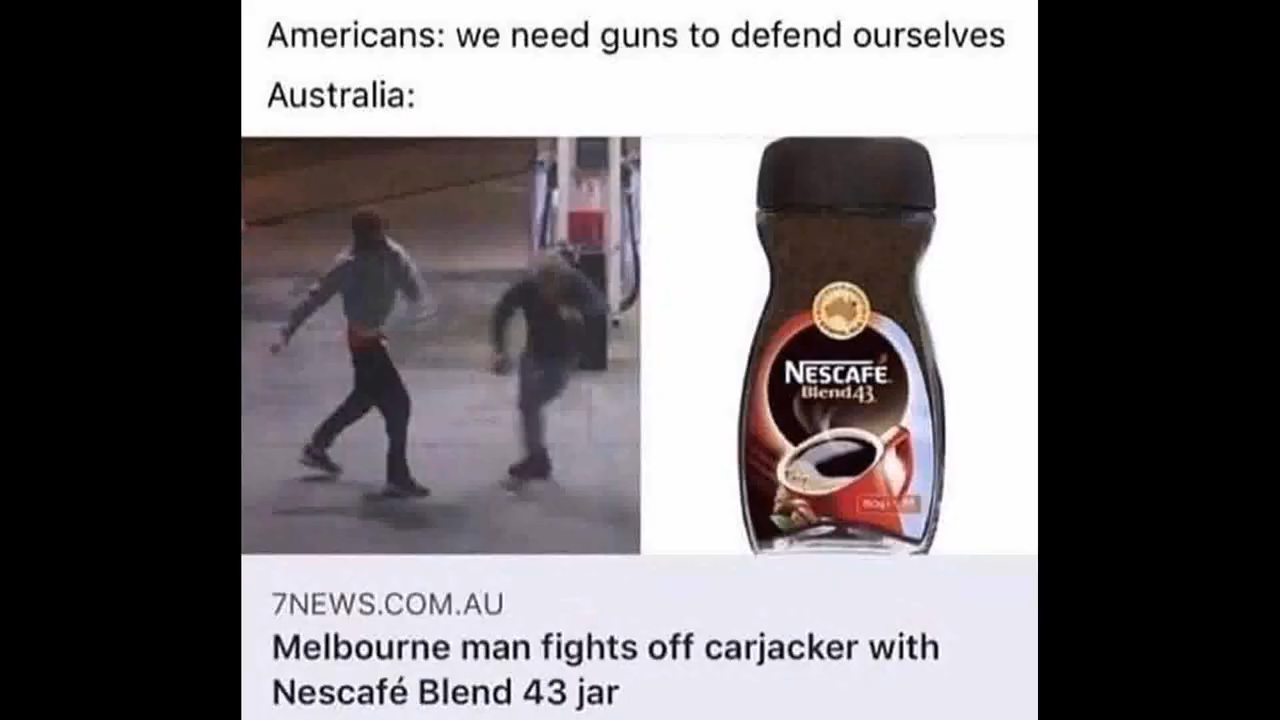 Americans: we need guns to defend ourselves
Australia:
NESCAFÉ
Blend 43
7NEWS.COM.AU
Melbourne man fights off carjacker with
Nescafé Blend 43 jar